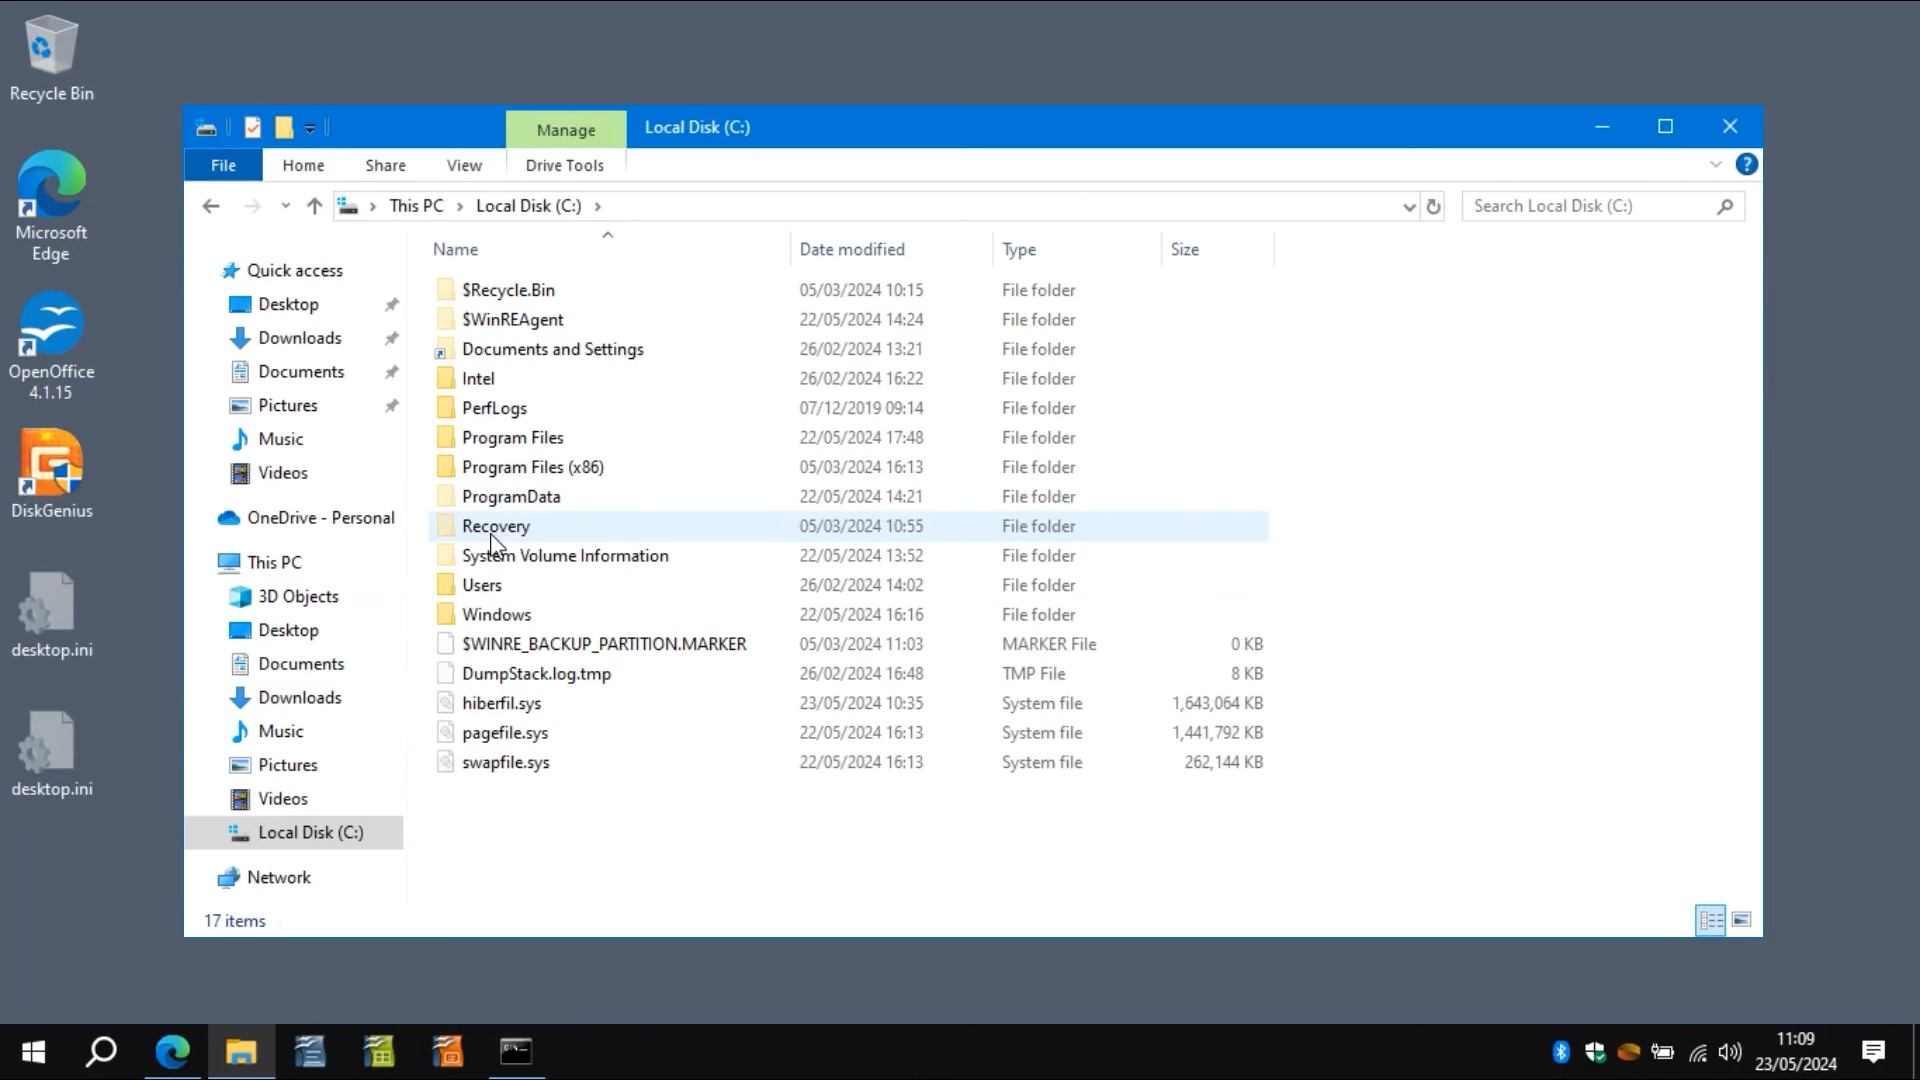 Recycle Bin
Microsoft
Edge
OpenOffice
4.1.15
DiskGenius
desktop.ini
desktop.ini
Manage
Local Disk (C:)
File
Home
Share
View
Drive Tools
This PC
Local Disk (C:)
Search Local Disk (C:)
Quick access
Desktop
Downloads
Documents
Pictures
Music
Videos
OneDrive - Personal
This PC
3D Objects
Desktop
Documents
Downloads
Music
Pictures
Videos
Local Disk (C:)
Network
Name Date modified Type Size
$Recycle.Bin 05/03/2024 10:15 File folder
$WinREAgent 22/05/2024 14:24 File folder
Documents and Settings 26/02/2024 13:21 File folder
Intel 26/02/2024 16:22 File folder
PerfLogs 07/12/2019 09:14 File folder
Program Files 22/05/2024 17:48 File folder
Program Files (x86) 05/03/2024 16:13 File folder
ProgramData 22/05/2024 14:21 File folder
Recovery 05/03/2024 10:55 File folder
System Volume Information 22/05/2024 13:52 File folder
Users 26/02/2024 14:02 File folder
Windows 22/05/2024 16:16 File folder
$WINRE_BACKUP_PARTITION.MARKER 05/03/2024 11:03 MARKER File 0 KB
DumpStack.log.tmp 26/02/2024 16:48 TMP File 8 KB
hiberfil.sys 23/05/2024 10:35 System file 1,643,064 KB
pagefile.sys 22/05/2024 16:13 System file 1,441,792 KB
swapfile.sys 22/05/2024 16:13 System file 262,144 KB
17 items
11:09
23/05/2024